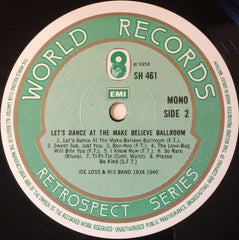 WORLD RECORDS
EMI
SH 461
MONO
SIDE 2
LET'S DANCE AT THE MAKE BELIEVE BALLROOM
1. Let's Dance At The Make-Believe Ballroom (F.T.)
2. Sweet Sue, Just You. 3. Boo-Hoo (F.T.) 4. The Love-Bug
Will Bite You (F.T.) 5. I Know Now (F.T.) 6. So Rare
(Blues). 7. Ti-Pi-Tin (Cont. Waltz). 8. Please
Be Kind (S.F.T.)
JOE LOSS & HIS BAND 1934-1940
RETROSPECT SERIES